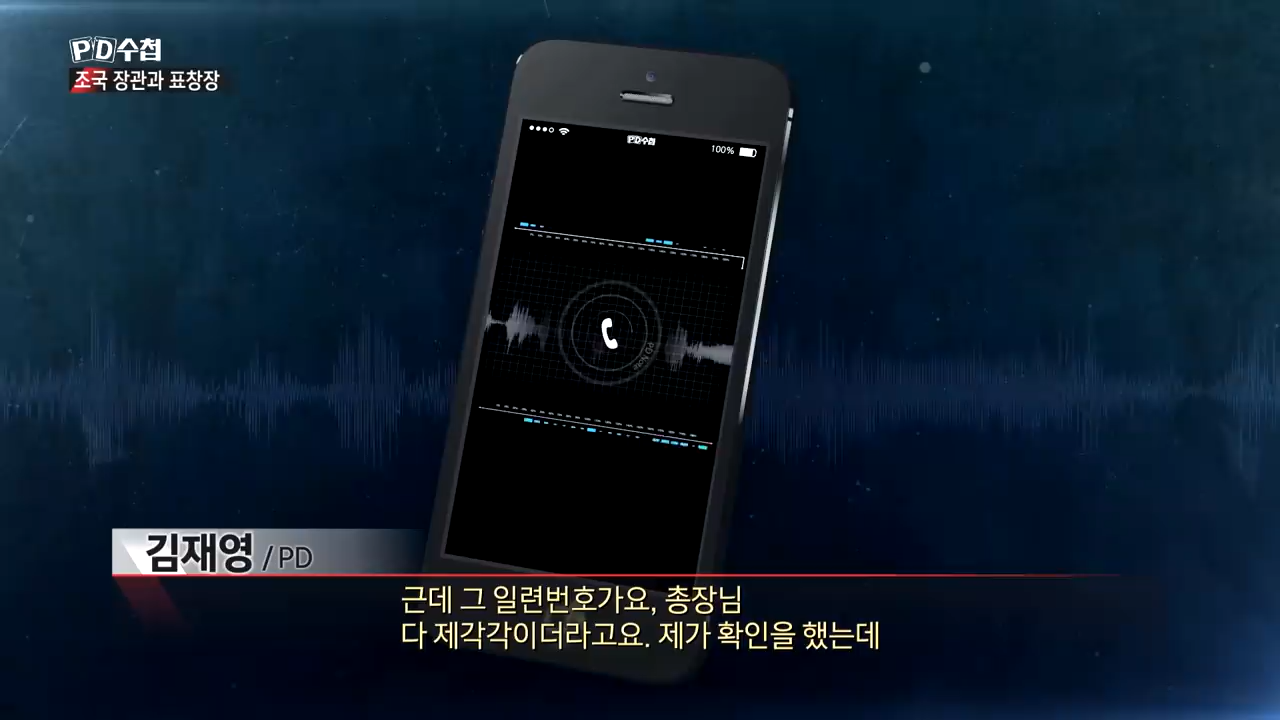 PD수첩
조국 장관과 표창장
PD수첩
100%
PD Note
김재영 / PD
근데 그 일련번호가요, 총장님
다 제각각이더라고요. 제가 확인을 했는데